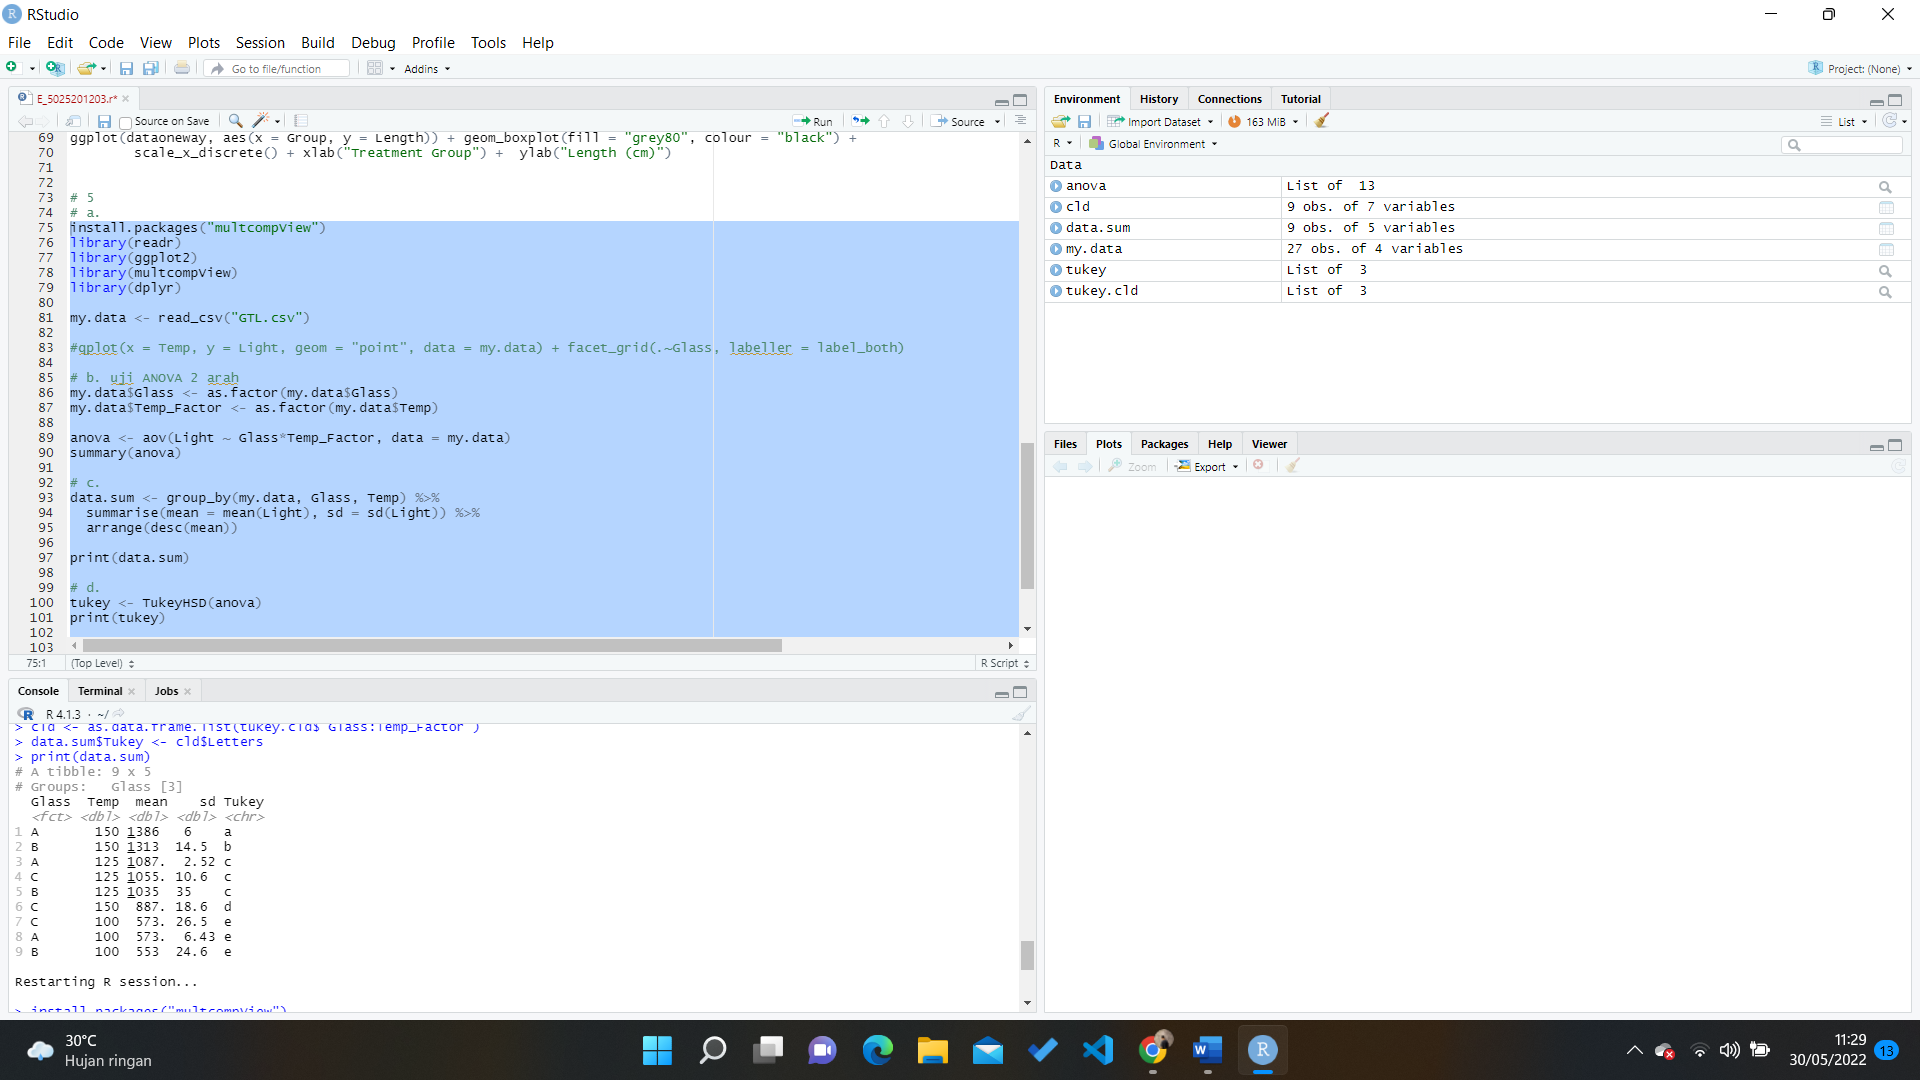 RStudio
File Edit Code View Plots Session Build Debug Profile Tools Help
Go to file/function Addins Project: (None)
E_5025201203.r*
Source on Save Run Source
69 ggplot(dataoneway, aes(x = Group, y = Length)) + geom_boxplot(fill = "grey80", colour = "black") +
70 scale_x_discrete() + xlab("Treatment Group") +  ylab("Length (cm)")
71
72
73 # 5
74 # a.
75 install.packages("multcompView")
76 library(readr)
77 library(ggplot2)
78 library(multcompView)
79 library(dplyr)
80
81 my.data <- read_csv("GTL.csv")
82
83 #qplot(x = Temp, y = Light, geom = "point", data = my.data) + facet_grid(.~Glass, labeller = label_both)
84
85 # b. uji ANOVA 2 arah
86 my.data$Glass <- as.factor(my.data$Glass)
87 my.data$Temp_Factor <- as.factor(my.data$Temp)
88
89 anova <- aov(Light ~ Glass*Temp_Factor, data = my.data)
90 summary(anova)
91
92 # c.
93 data.sum <- group_by(my.data, Glass, Temp) %>%
94 summarise(mean = mean(Light), sd = sd(Light)) %>%
95 arrange(desc(mean))
96
97 print(data.sum)
98
99 # d.
100 tukey <- TukeyHSD(anova)
101 print(tukey)
102
103
75:1 (Top Level) R Script
Console Terminal Jobs
R 4.1.3 · ~/
> cld <- as.data.frame.list(tukey.cld$`Glass:Temp_Factor`)
> data.sum$Tukey <- cld$Letters
> print(data.sum)
# A tibble: 9 x 5
# Groups:   Glass [3]
Glass Temp mean sd Tukey
<fct> <dbl> <dbl> <dbl> <chr>
1 A 150 1386 6 a
2 B 150 1313 14.5 b
3 A 125 1087. 2.52 c
4 C 125 1055. 10.6 c
5 B 125 1035 35 c
6 C 150 887. 18.6 d
7 C 100 573. 26.5 e
8 A 100 573. 6.43 e
9 B 100 553 24.6 e
Restarting R session...
> install.packages("multcompView")
Environment History Connections Tutorial
Import Dataset 163 MiB List
R Global Environment
Data
anova List of 13
cld 9 obs. of 7 variables
data.sum 9 obs. of 5 variables
my.data 27 obs. of 4 variables
tukey List of 3
tukey.cld List of 3
Files Plots Packages Help Viewer
Zoom Export
30°C
Hujan ringan
11:29
30/05/2022
13